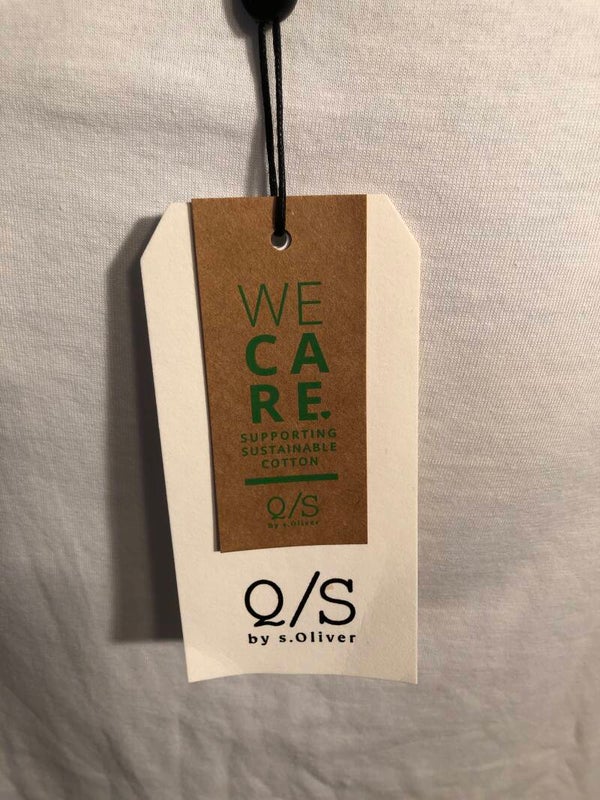 WE
CA
RE
SUPPORTING
SUSTAINABLE
COTTON
Q/S
by s.Oliver
Q/S
by s.Oliver